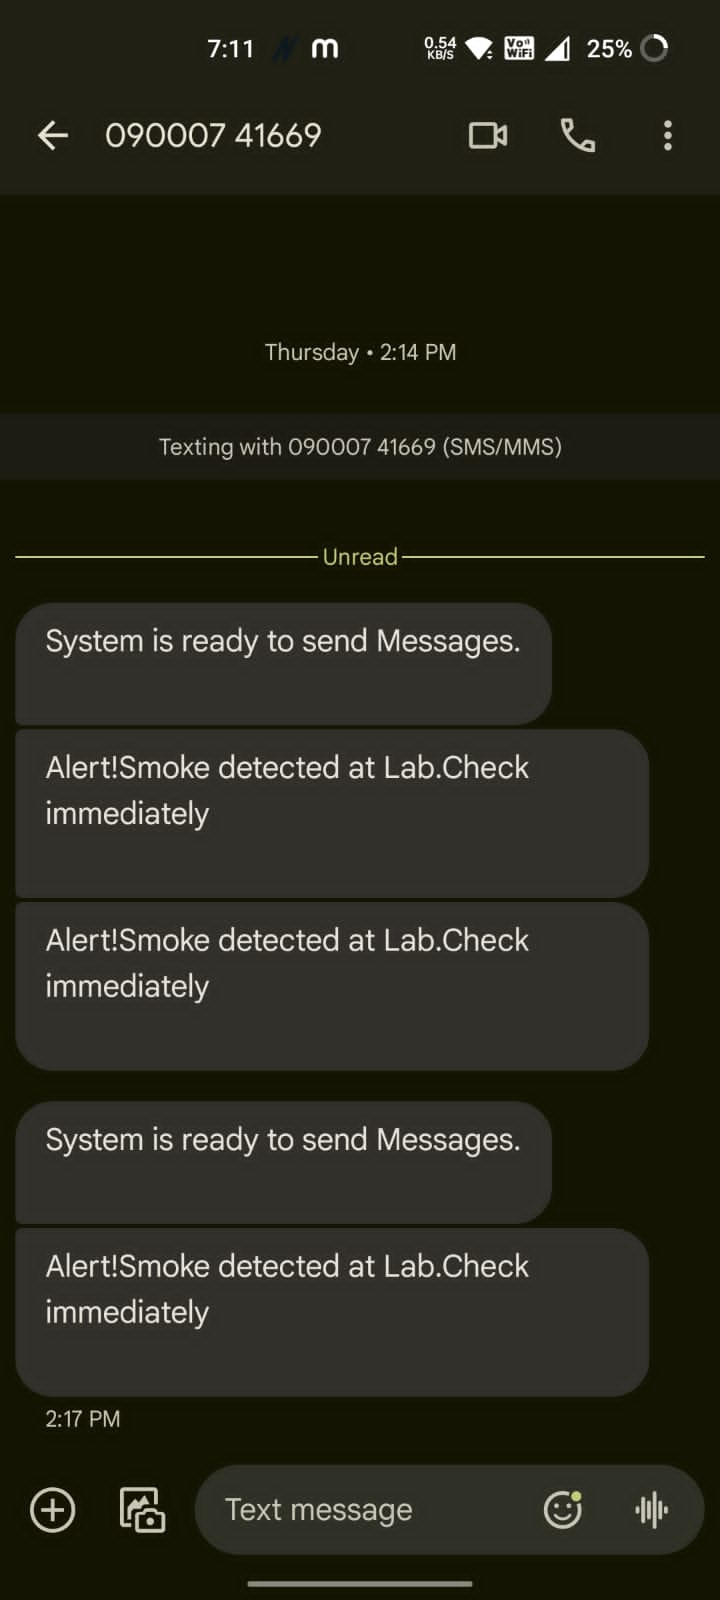 7:11 m 0.54 KB/S Vo WiFi 25%
090007 41669
Thursday • 2:14 PM
Texting with 090007 41669 (SMS/MMS)
Unread
System is ready to send Messages.
Alert!Smoke detected at Lab.Check
immediately
Alert!Smoke detected at Lab.Check
immediately
System is ready to send Messages.
Alert!Smoke detected at Lab.Check
immediately
2:17 PM
Text message